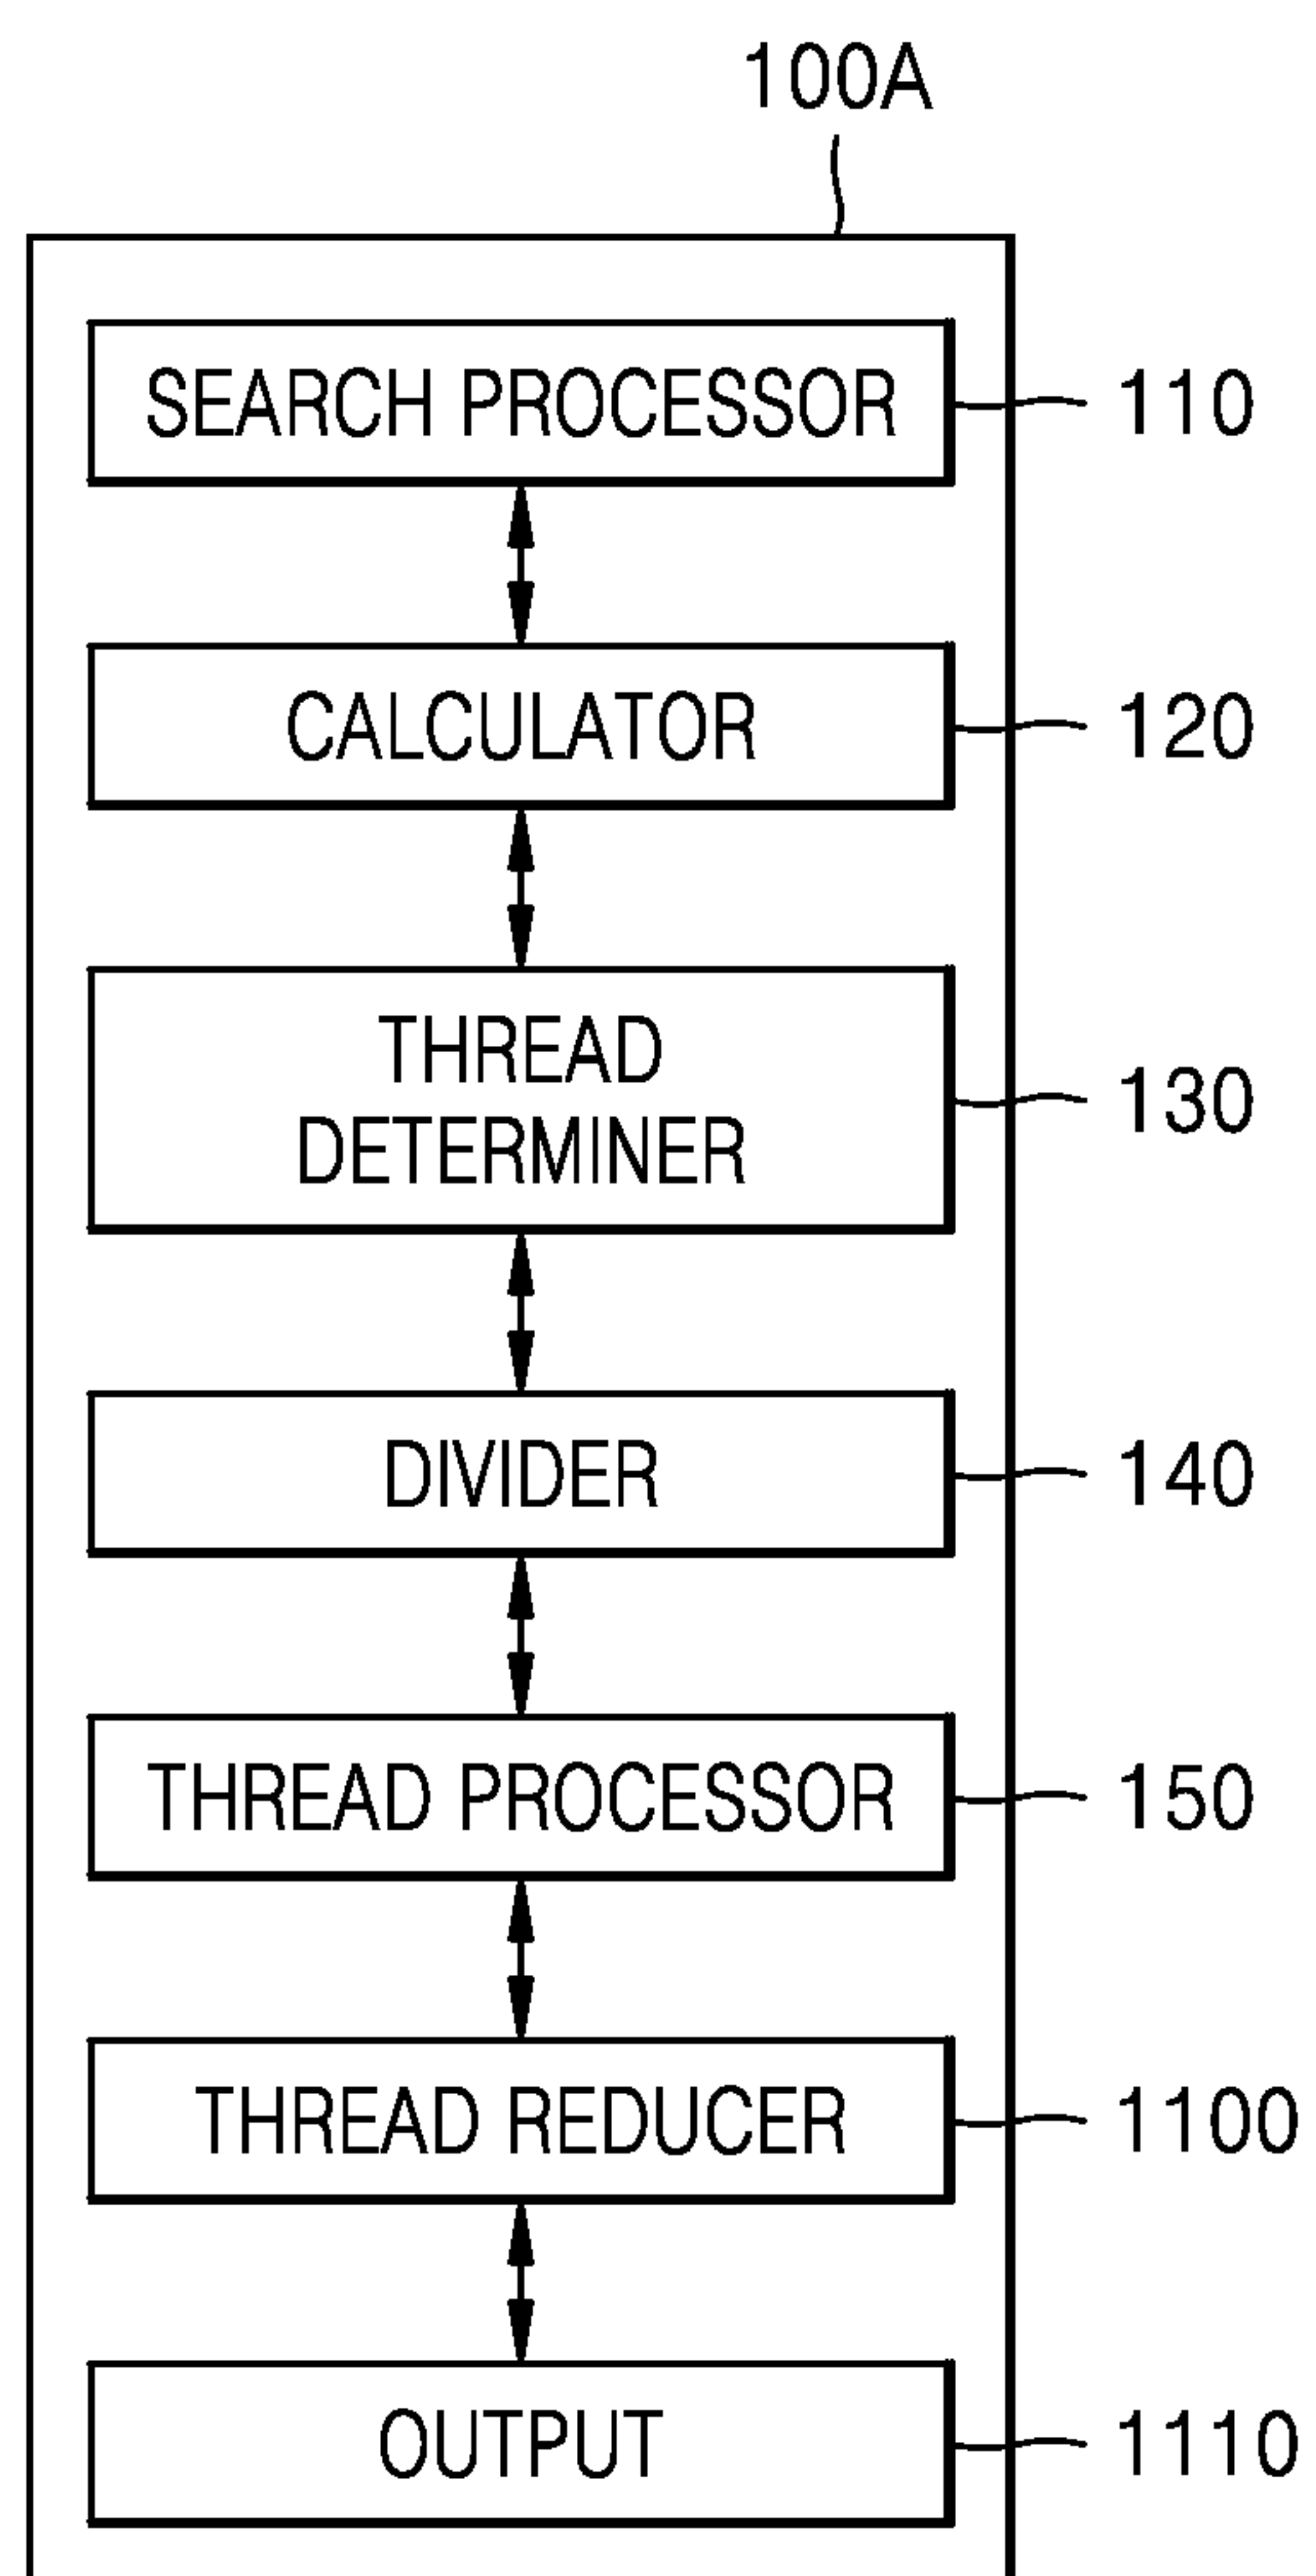 100A
SEARCH PROCESSOR
110
CALCULATOR
120
THREAD
DETERMINER
130
DIVIDER
140
THREAD PROCESSOR
150
THREAD REDUCER
1100
OUTPUT
1110